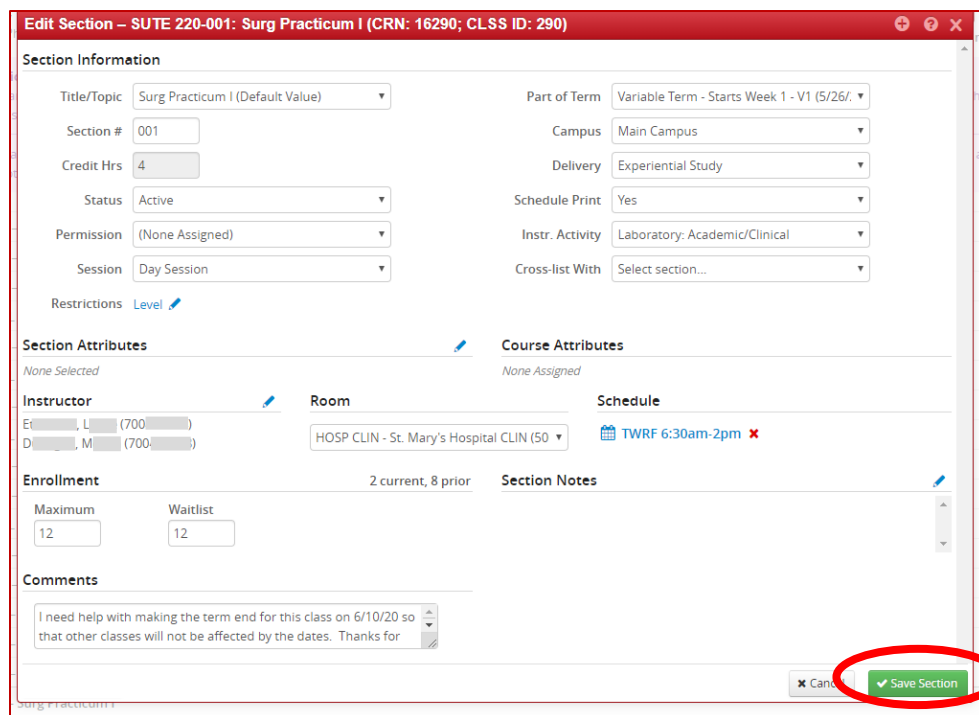 Edit Section – SUTE 220-001: Surg Practicum I (CRN: 16290; CLSS ID: 290)
Section Information
Title/Topic Surg Practicum I (Default Value)
Part of Term Variable Term - Starts Week 1 - V1 (5/26/
Section # 001
Campus Main Campus
Credit Hrs 4
Delivery Experiential Study
Status Active
Schedule Print Yes
Permission (None Assigned)
Instr. Activity Laboratory: Academic/Clinical
Session Day Session
Cross-list With Select section...
Restrictions Level
Section Attributes
Course Attributes
None Selected
None Assigned
Instructor
Room
Schedule
, L (700 )
D , M (700 )
HOSP CLIN - St. Mary's Hospital CLIN (50
TWRF 6:30am-2pm
Enrollment 2 current, 8 prior
Section Notes
Maximum Waitlist
12 12
Comments
I need help with making the term end for this class on 6/10/20 so
that other classes will not be affected by the dates. Thanks for
Cancel Save Section
Surg Practicum I